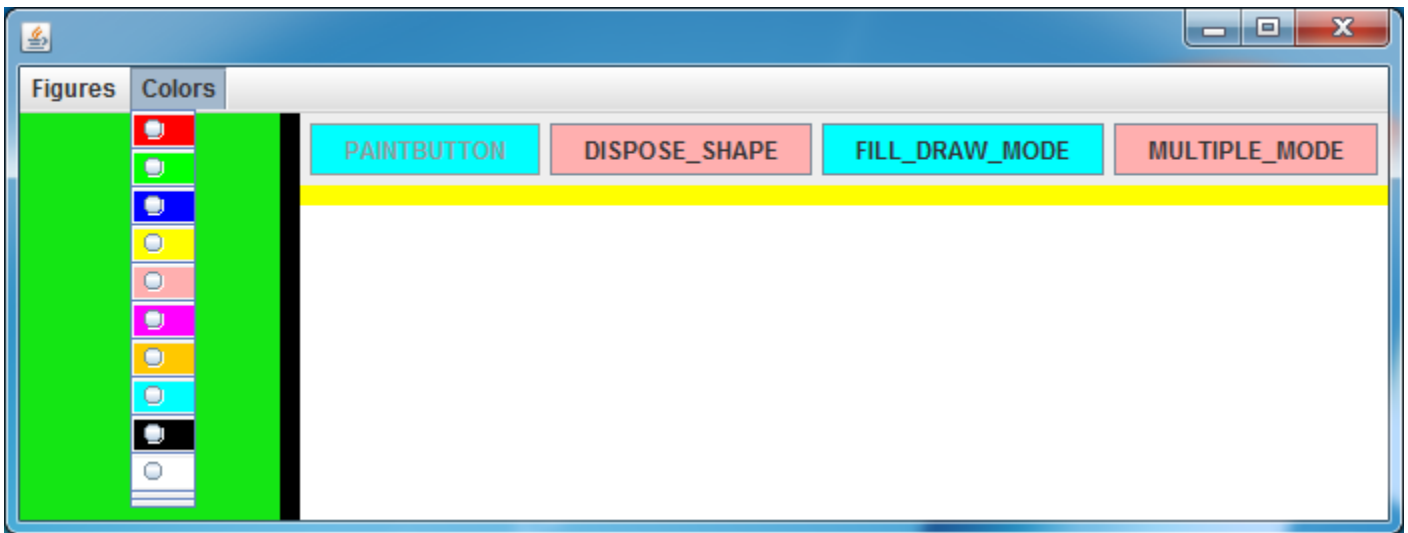 Figures Colors
PAINTBUTTON DISPOSE_SHAPE FILL_DRAW_MODE MULTIPLE_MODE